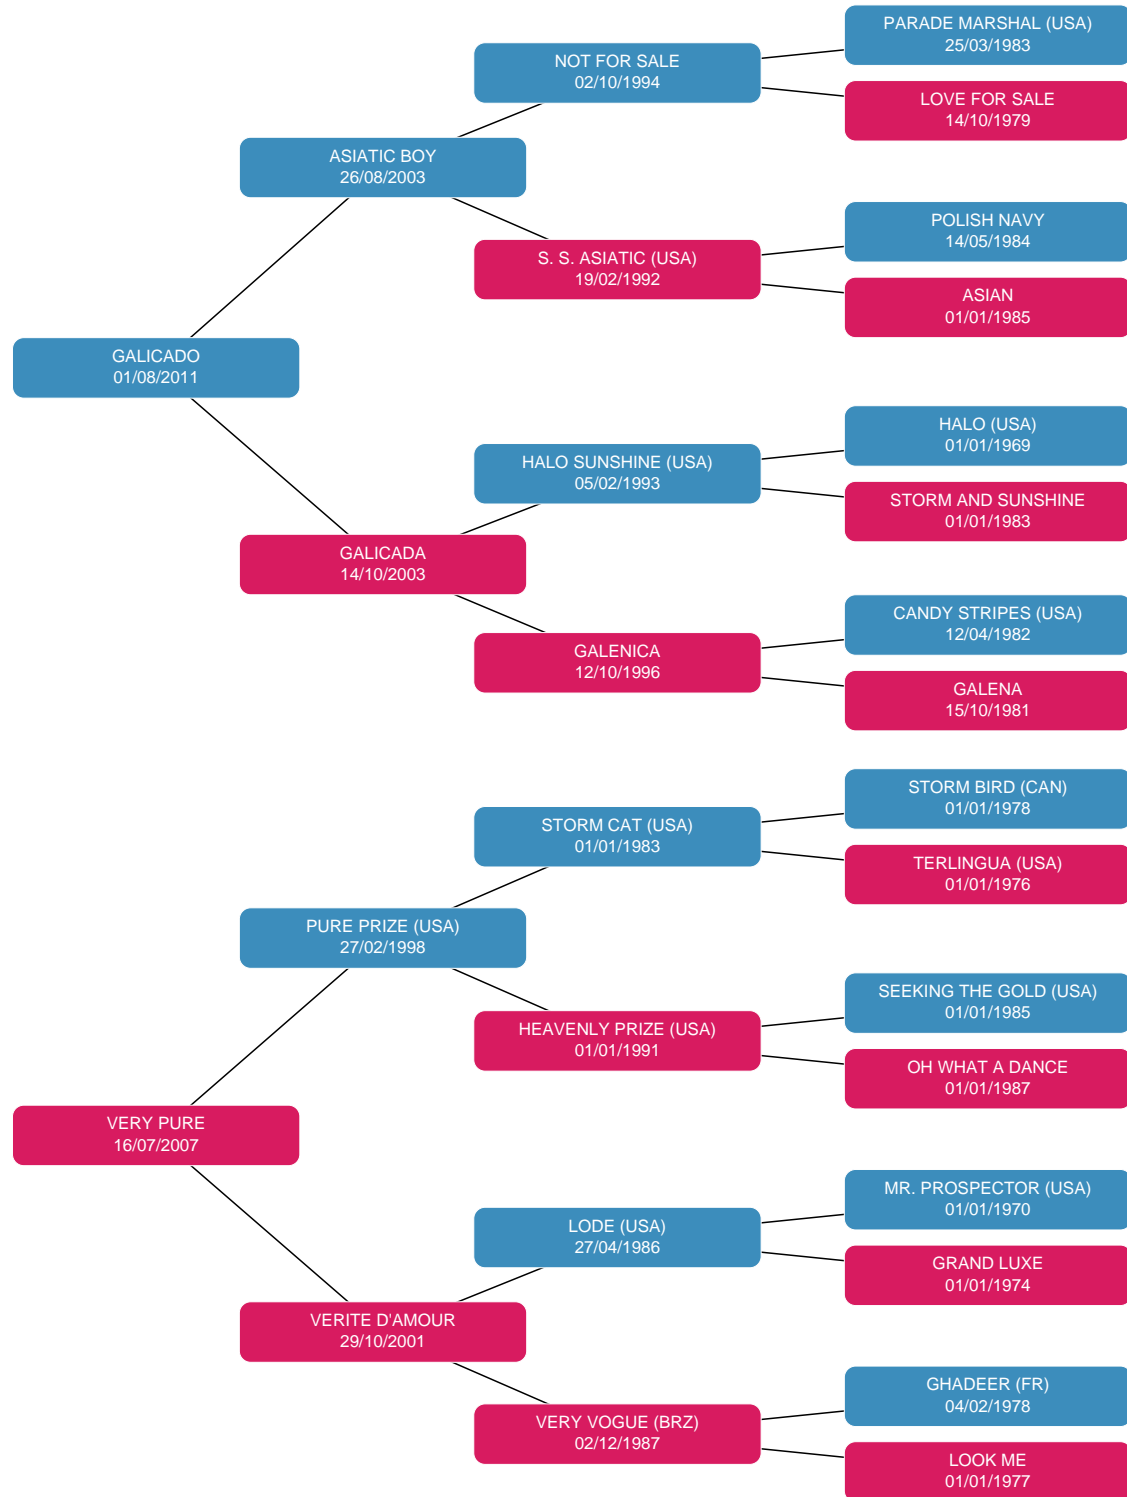 PARADE MARSHAL (USA)
25/03/1983
NOT FOR SALE
02/10/1994
LOVE FOR SALE
14/10/1979
ASIATIC BOY
26/08/2003
POLISH NAVY
14/05/1984
S. S. ASIATIC (USA)
19/02/1992
ASIAN
01/01/1985
GALICADO
01/08/2011
HALO (USA)
01/01/1969
HALO SUNSHINE (USA)
05/02/1993
STORM AND SUNSHINE
01/01/1983
GALICADA
14/10/2003
CANDY STRIPES (USA)
12/04/1982
GALENICA
12/10/1996
GALENA
15/10/1981
STORM BIRD (CAN)
01/01/1978
STORM CAT (USA)
01/01/1983
TERLINGUA (USA)
01/01/1976
PURE PRIZE (USA)
27/02/1998
SEEKING THE GOLD (USA)
01/01/1985
HEAVENLY PRIZE (USA)
01/01/1991
OH WHAT A DANCE
01/01/1987
VERY PURE
16/07/2007
MR. PROSPECTOR (USA)
01/01/1970
LODE (USA)
27/04/1986
GRAND LUXE
01/01/1974
VERITE D'AMOUR
29/10/2001
GHADEER (FR)
04/02/1978
VERY VOGUE (BRZ)
02/12/1987
LOOK ME
01/01/1977